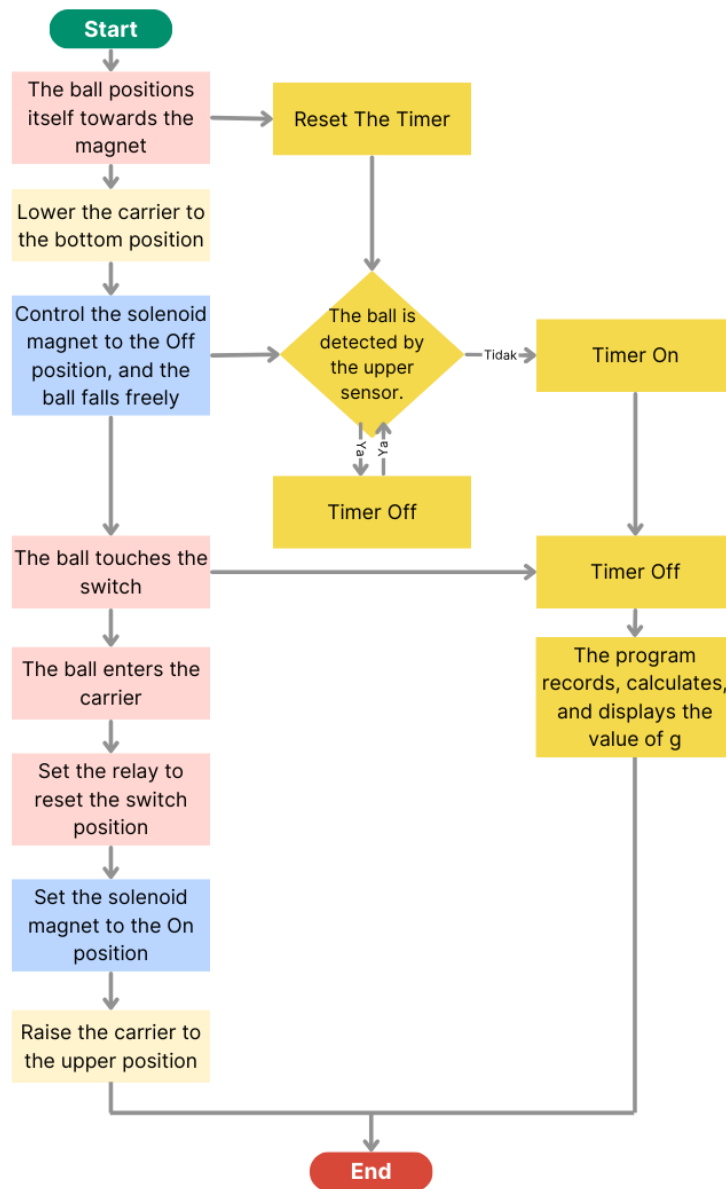 Start
The ball positions
itself towards the
magnet
Reset The Timer
Lower the carrier to
the bottom position
Control the solenoid
magnet to the Off
position, and the
ball falls freely
The ball is
detected by
the upper
sensor.
Tidak
Timer On
Ya
Ya
Timer Off
The ball touches the
switch
Timer Off
The ball enters the
carrier
The program
records, calculates,
and displays the
value of g
Set the relay to
reset the switch
position
Set the solenoid
magnet to the On
position
Raise the carrier to
the upper position
End